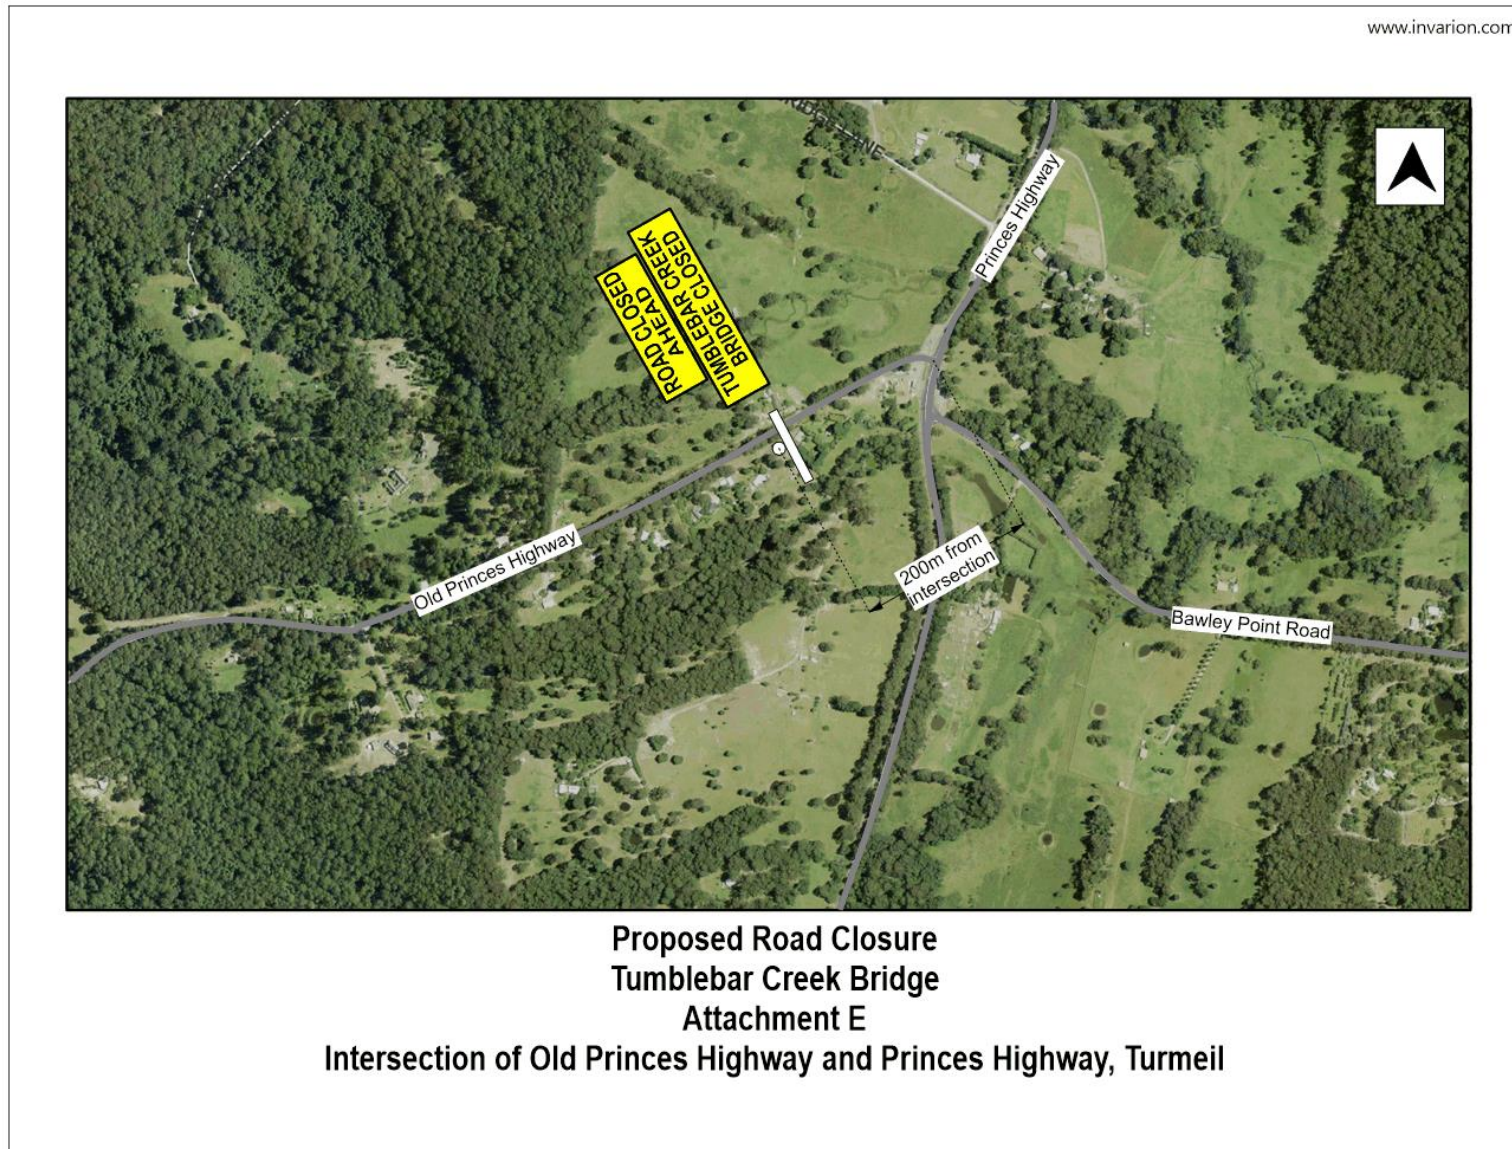 www.invarion.com
Princes Highway
ROAD CLOSED
AHEAD
TUMBLEBAR CREEK
BRIDGE CLOSED
Old Princes Highway
200m from
intersection
Bawley Point Road
Proposed Road Closure
Tumblebar Creek Bridge
Attachment E
Intersection of Old Princes Highway and Princes Highway, Turmeil